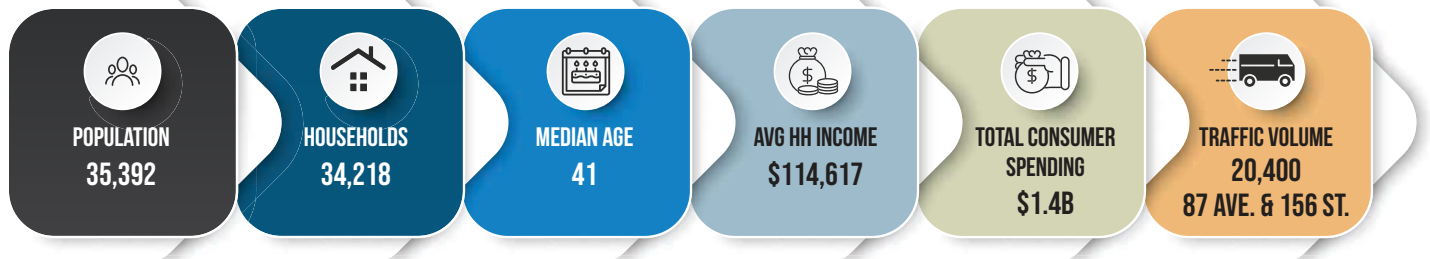 POPULATION
35,392
HOUSEHOLDS
34,218
MEDIAN AGE
41
AVG HH INCOME
$114,617
TOTAL CONSUMER
SPENDING
$1.4B
TRAFFIC VOLUME
20,400
87 AVE. & 156 ST.